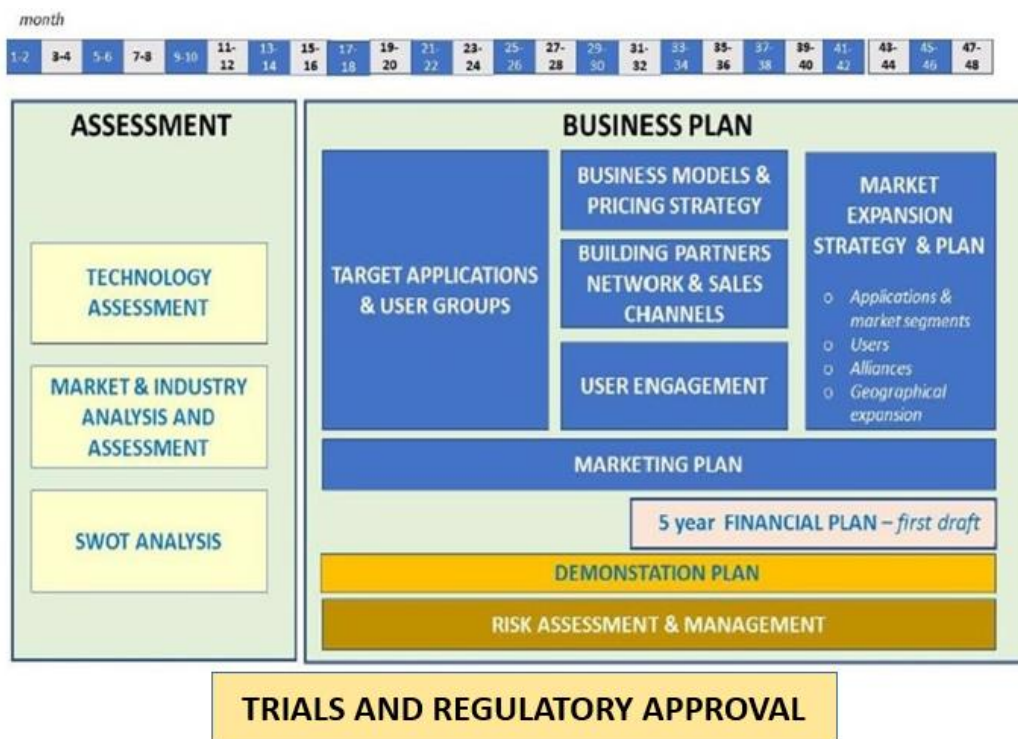 month
1-2 3-4 5-6 7-8 9-10 11-12 13-14 15-16 17-18 19-20 21-22 23-24 25-26 27-28 29-30 31-32 33-34 35-36 37-38 39-40 41-42 43-44 45-46 47-48
ASSESSMENT
TECHNOLOGY
ASSESSMENT
MARKET & INDUSTRY
ANALYSIS AND
ASSESSMENT
SWOT ANALYSIS
BUSINESS PLAN
TARGET APPLICATIONS
& USER GROUPS
BUSINESS MODELS &
PRICING STRATEGY
BUILDING PARTNERS
NETWORK & SALES
CHANNELS
USER ENGAGEMENT
MARKET
EXPANSION
STRATEGY & PLAN
o Applications &
market segments
o Users
o Alliances
o Geographical
expansion
MARKETING PLAN
5 year FINANCIAL PLAN – first draft
DEMONSTATION PLAN
RISK ASSESSMENT & MANAGEMENT
TRIALS AND REGULATORY APPROVAL